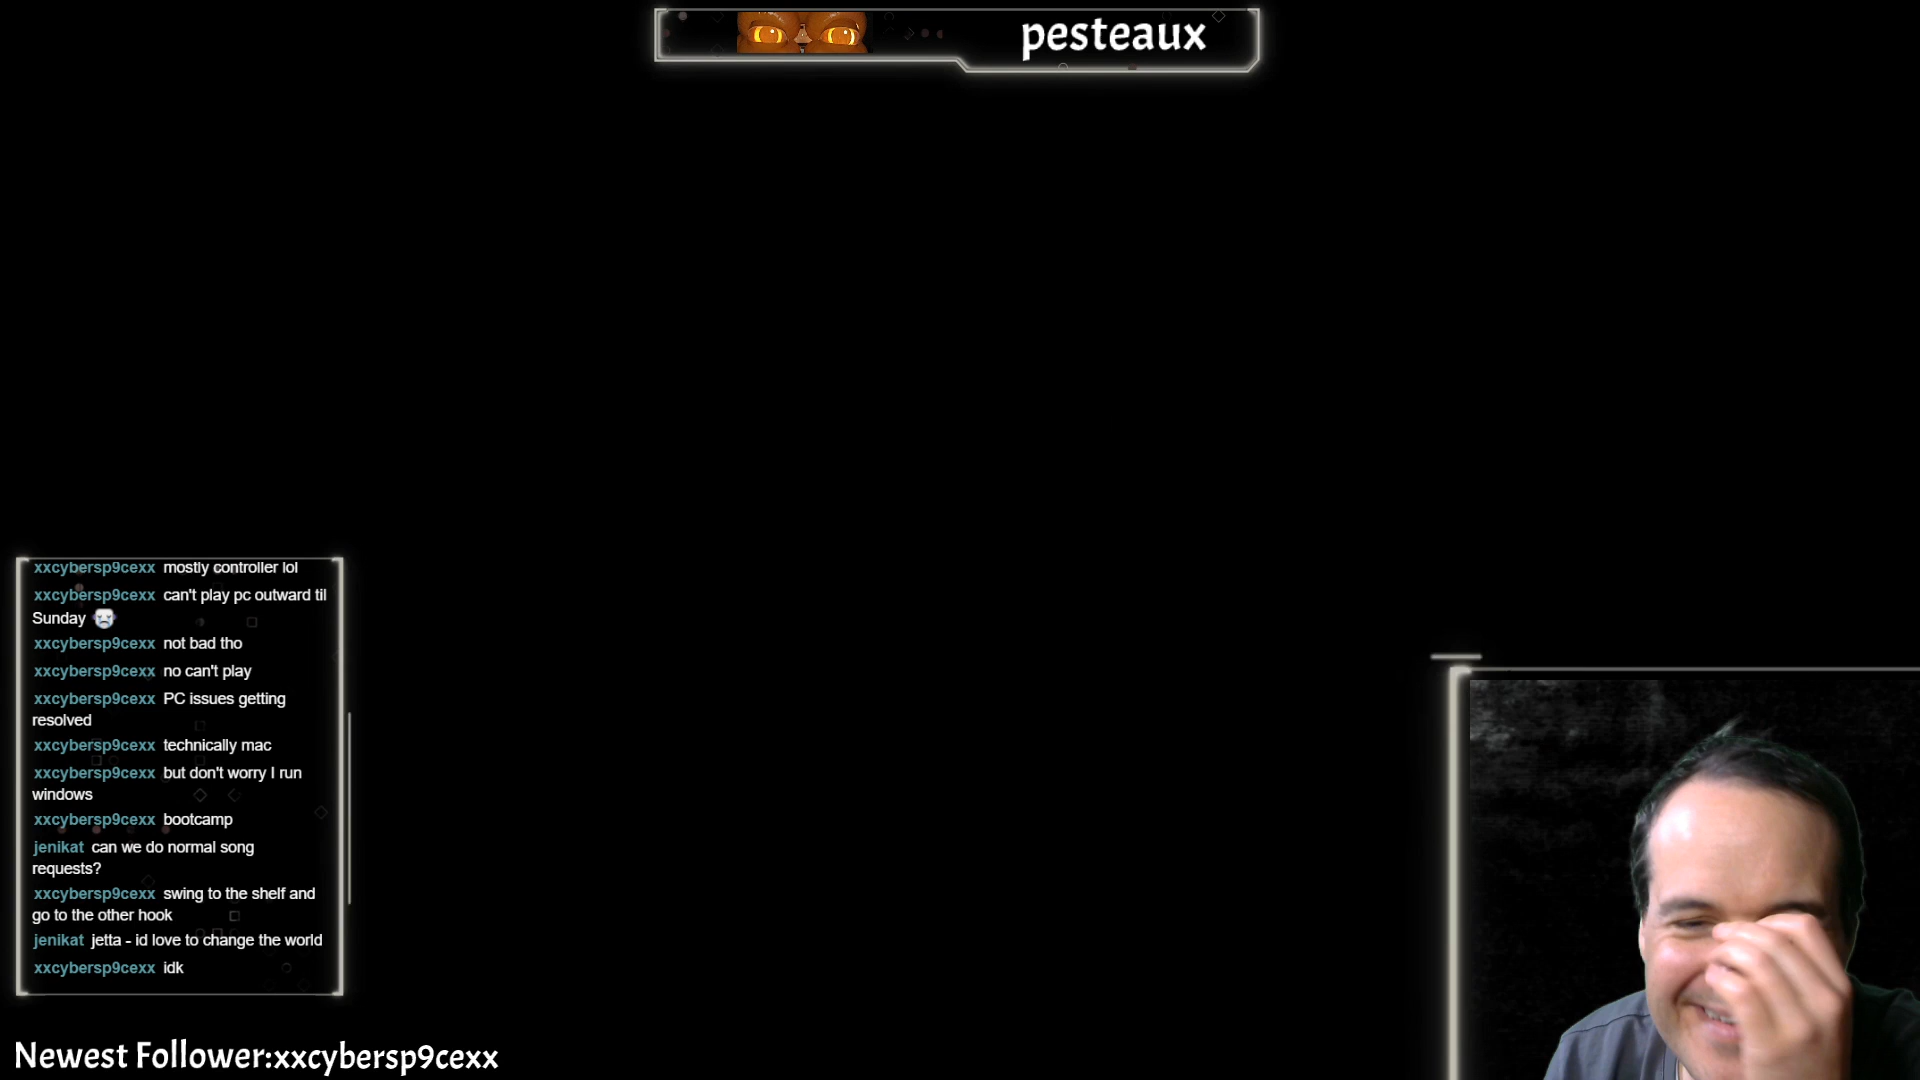 pesteaux
xxcybersp9cexx mostly controller lol
xxcybersp9cexx can't play pc outward til
Sunday
xxcybersp9cexx not bad tho
xxcybersp9cexx no can't play
xxcybersp9cexx PC issues getting
resolved
xxcybersp9cexx technically mac
xxcybersp9cexx but don't worry I run
windows
xxcybersp9cexx bootcamp
jenikat can we do normal song
requests?
xxcybersp9cexx swing to the shelf and
go to the other hook
jenikat jetta - id love to change the world
xxcybersp9cexx idk
Newest Follower:xxcybersp9cexx